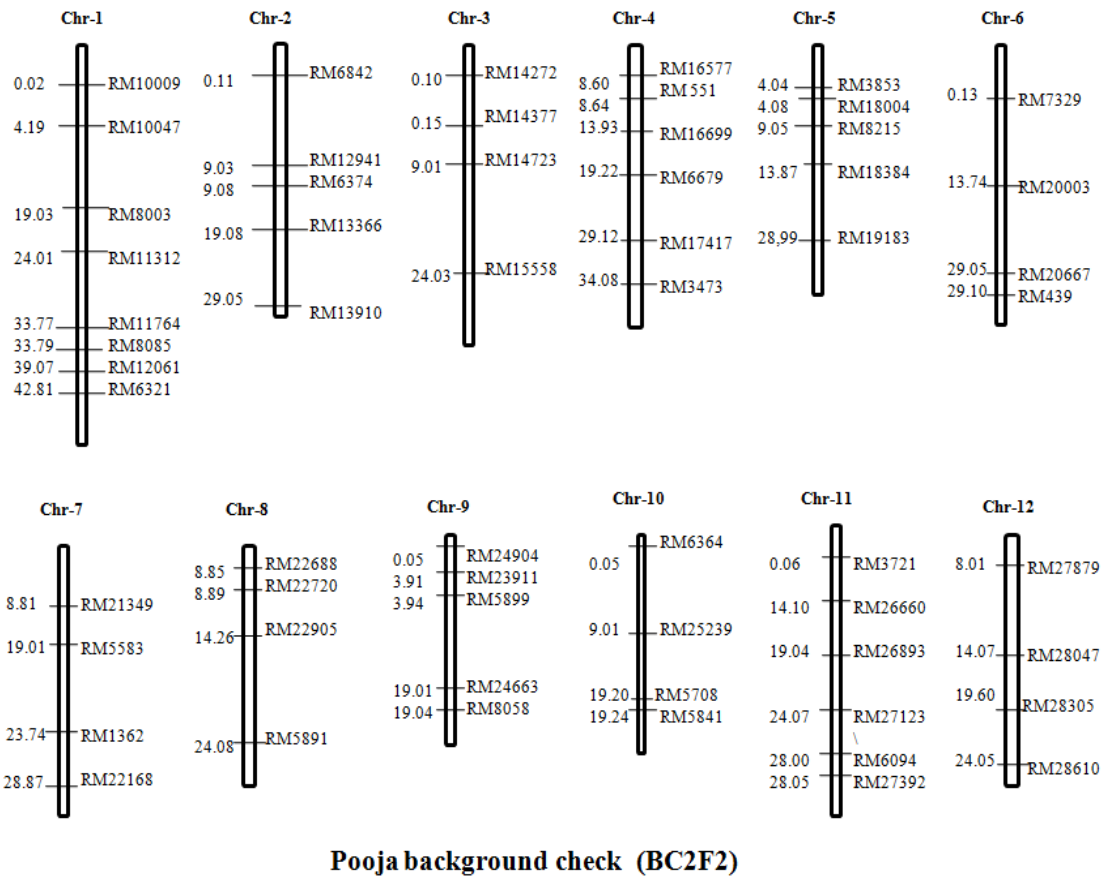 Chr-1
0.02 RM10009
4.19 RM10047
19.03 RM8003
24.01 RM11312
33.77 RM11764
33.79 RM8085
39.07 RM12061
42.81 RM6321
Chr-2
0.11 RM6842
9.03 RM12941
9.08 RM6374
19.08 RM13366
29.05 RM13910
Chr-3
0.10 RM14272
0.15 RM14377
9.01 RM14723
24.03 RM15558
Chr-4
8.60 RM16577
8.64 RM551
13.93 RM16699
19.22 RM6679
29.12 RM17417
34.08 RM3473
Chr-5
4.04 RM3853
4.08 RM18004
9.05 RM8215
13.87 RM18384
28,99 RM19183
Chr-6
0.13 RM7329
13.74 RM20003
29.05 RM20667
29.10 RM439
Chr-7
8.81 RM21349
19.01 RM5583
23.74 RM1362
28.87 RM22168
Chr-8
8.85 RM22688
8.89 RM22720
14.26 RM22905
24.08 RM5891
Chr-9
0.05 RM24904
3.91 RM23911
3.94 RM5899
19.01 RM24663
19.04 RM8058
Chr-10
0.05 RM6364
9.01 RM25239
19.20 RM5708
19.24 RM5841
Chr-11
0.06 RM3721
14.10 RM26660
19.04 RM26893
24.07 RM27123
\
28.00 RM6094
28.05 RM27392
Chr-12
8.01 RM27879
14.07 RM28047
19.60 RM28305
24.05 RM28610
Pooja background check (BC2F2)